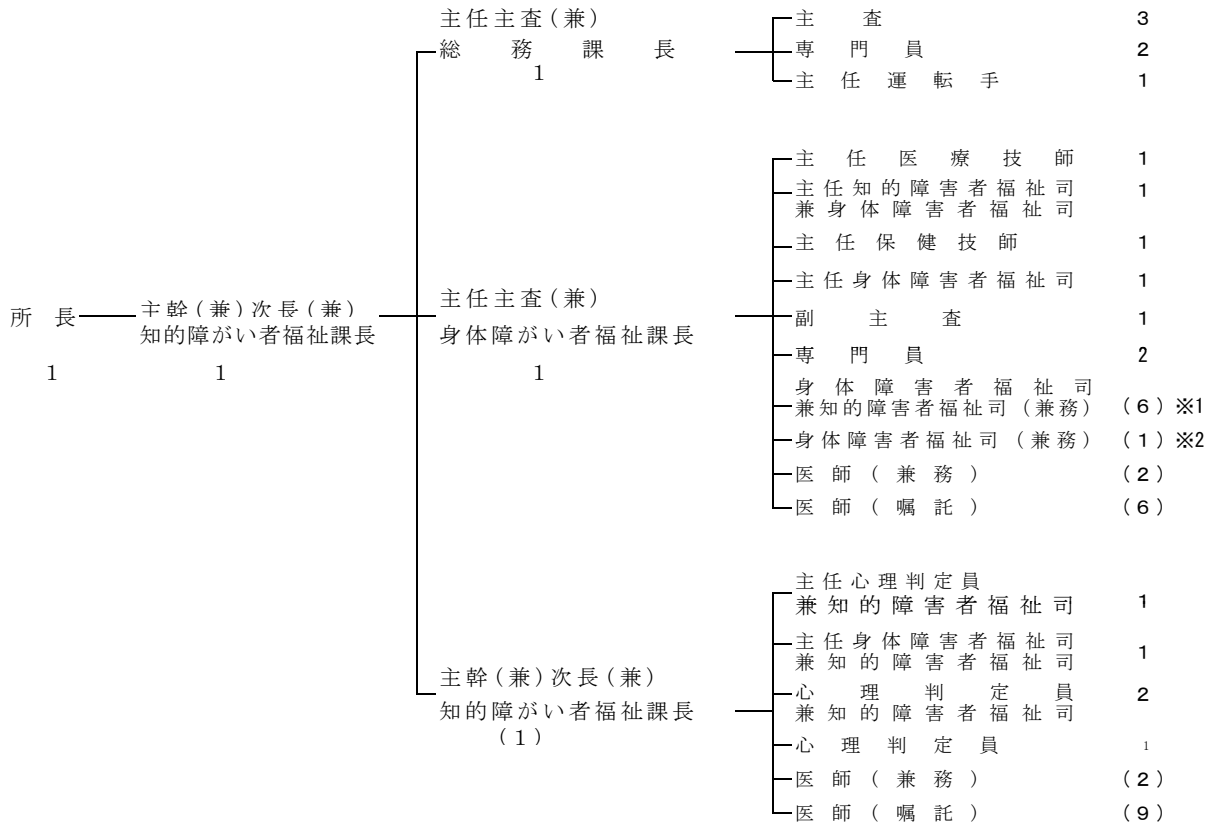 主任主査(兼)
総務課長
1
主査 3
専門員 2
主任運転手 1
主任医療技師 1
主任知的障害者福祉司 1
兼身体障害者福祉司
主任保健技師 1
主任身体障害者福祉司 1
所長
1
主幹(兼)次長(兼)
知的障がい者福祉課長
1
主任主査(兼)
身体障がい者福祉課長
1
副主査 1
専門員 2
身体障害者福祉司
兼知的障害者福祉司(兼務) (6)※1
身体障害者福祉司(兼務) (1)※2
医師(兼務) (2)
医師(嘱託) (6)
主幹(兼)次長(兼)
知的障がい者福祉課長
(1)
主任心理判定員
兼知的障害者福祉司 1
主任身体障害者福祉司
兼知的障害者福祉司 1
心理判定員 2
兼知的障害者福祉司
心理判定員 1
医師(兼務) (2)
医師(嘱託) (9)